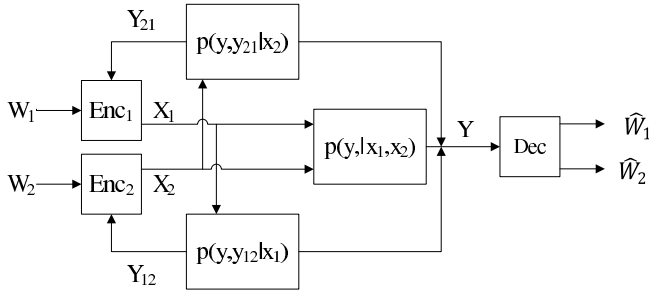 Y₂₁
p(y,y₂₁|x₂)
W₁
Enc₁
X₁
p(y,|x₁,x₂)
Y
Dec
Ŵ₁
W₂
Enc₂
X₂
Ŵ₂
p(y,y₁₂|x₁)
Y₁₂